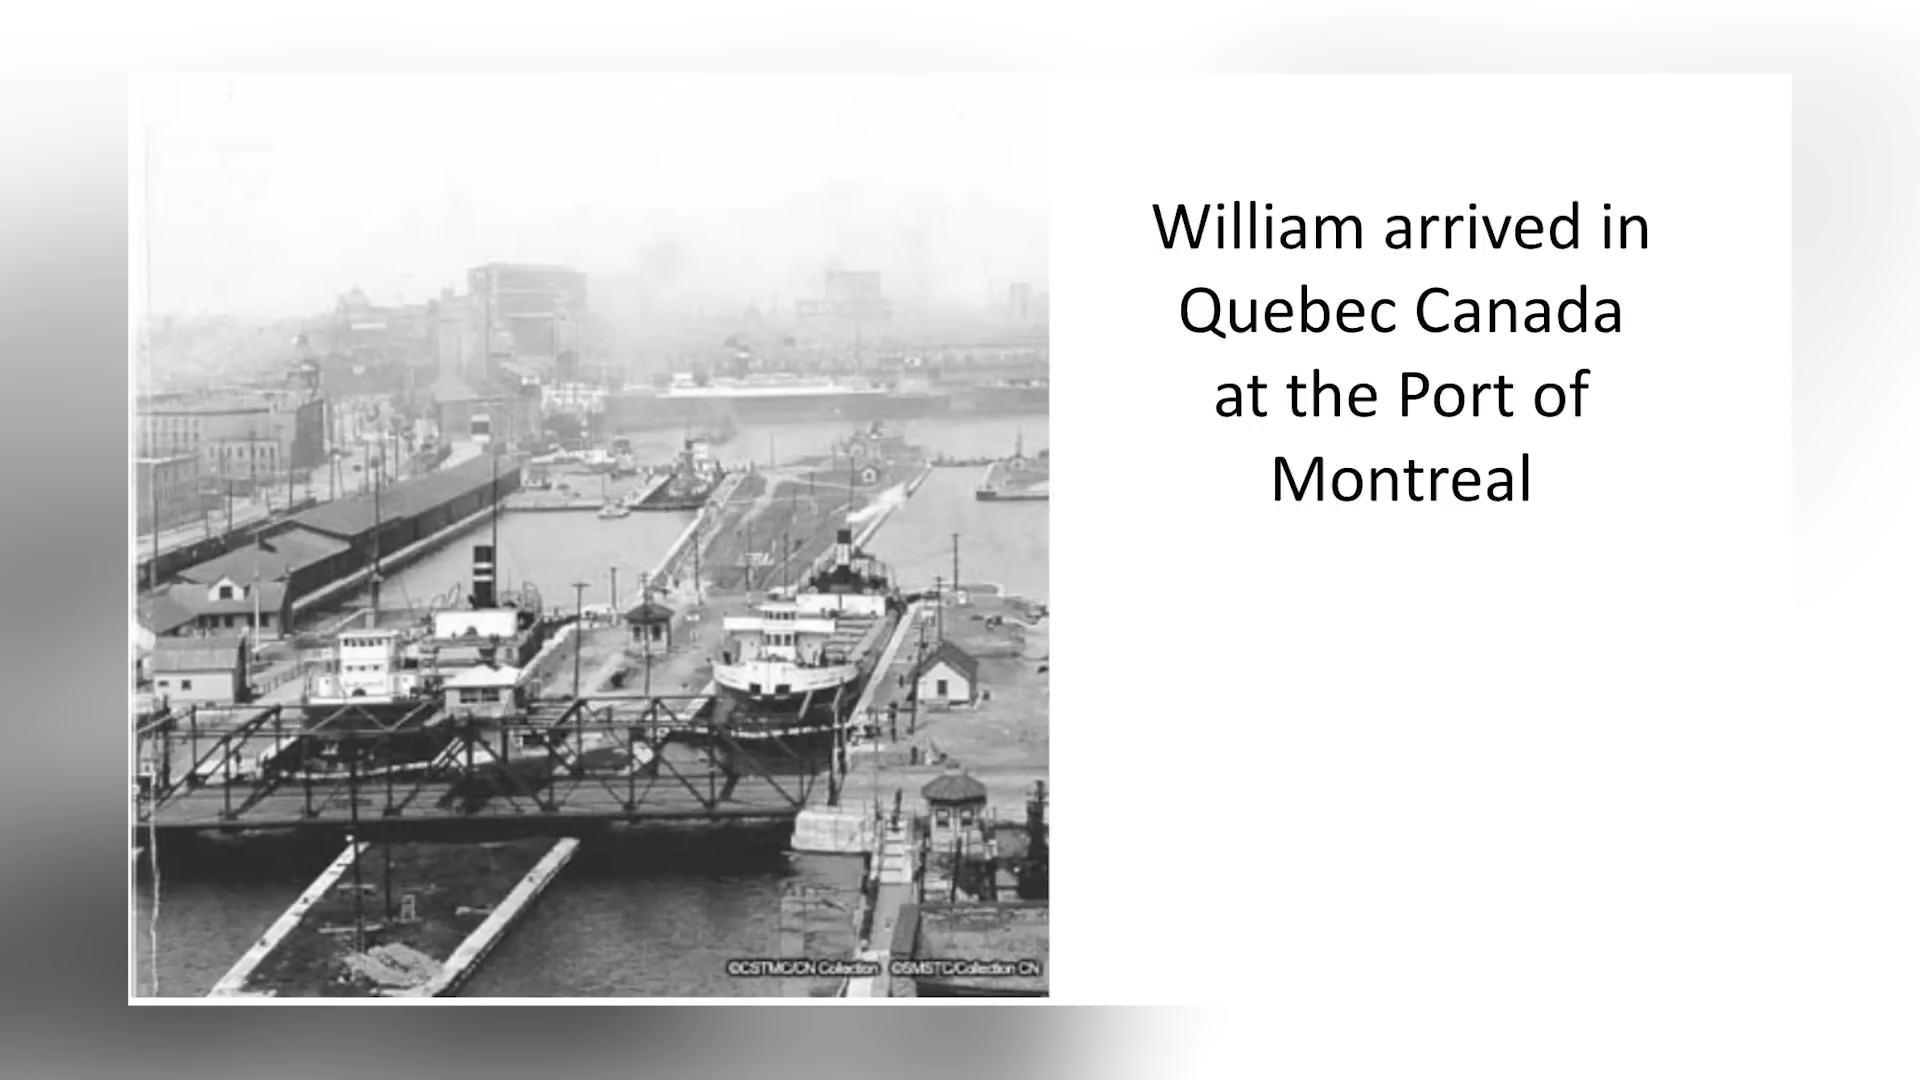 William arrived in
Quebec Canada
at the Port of
Montreal
©CSTMC/CN Collection ©SMSTC/Collection CN